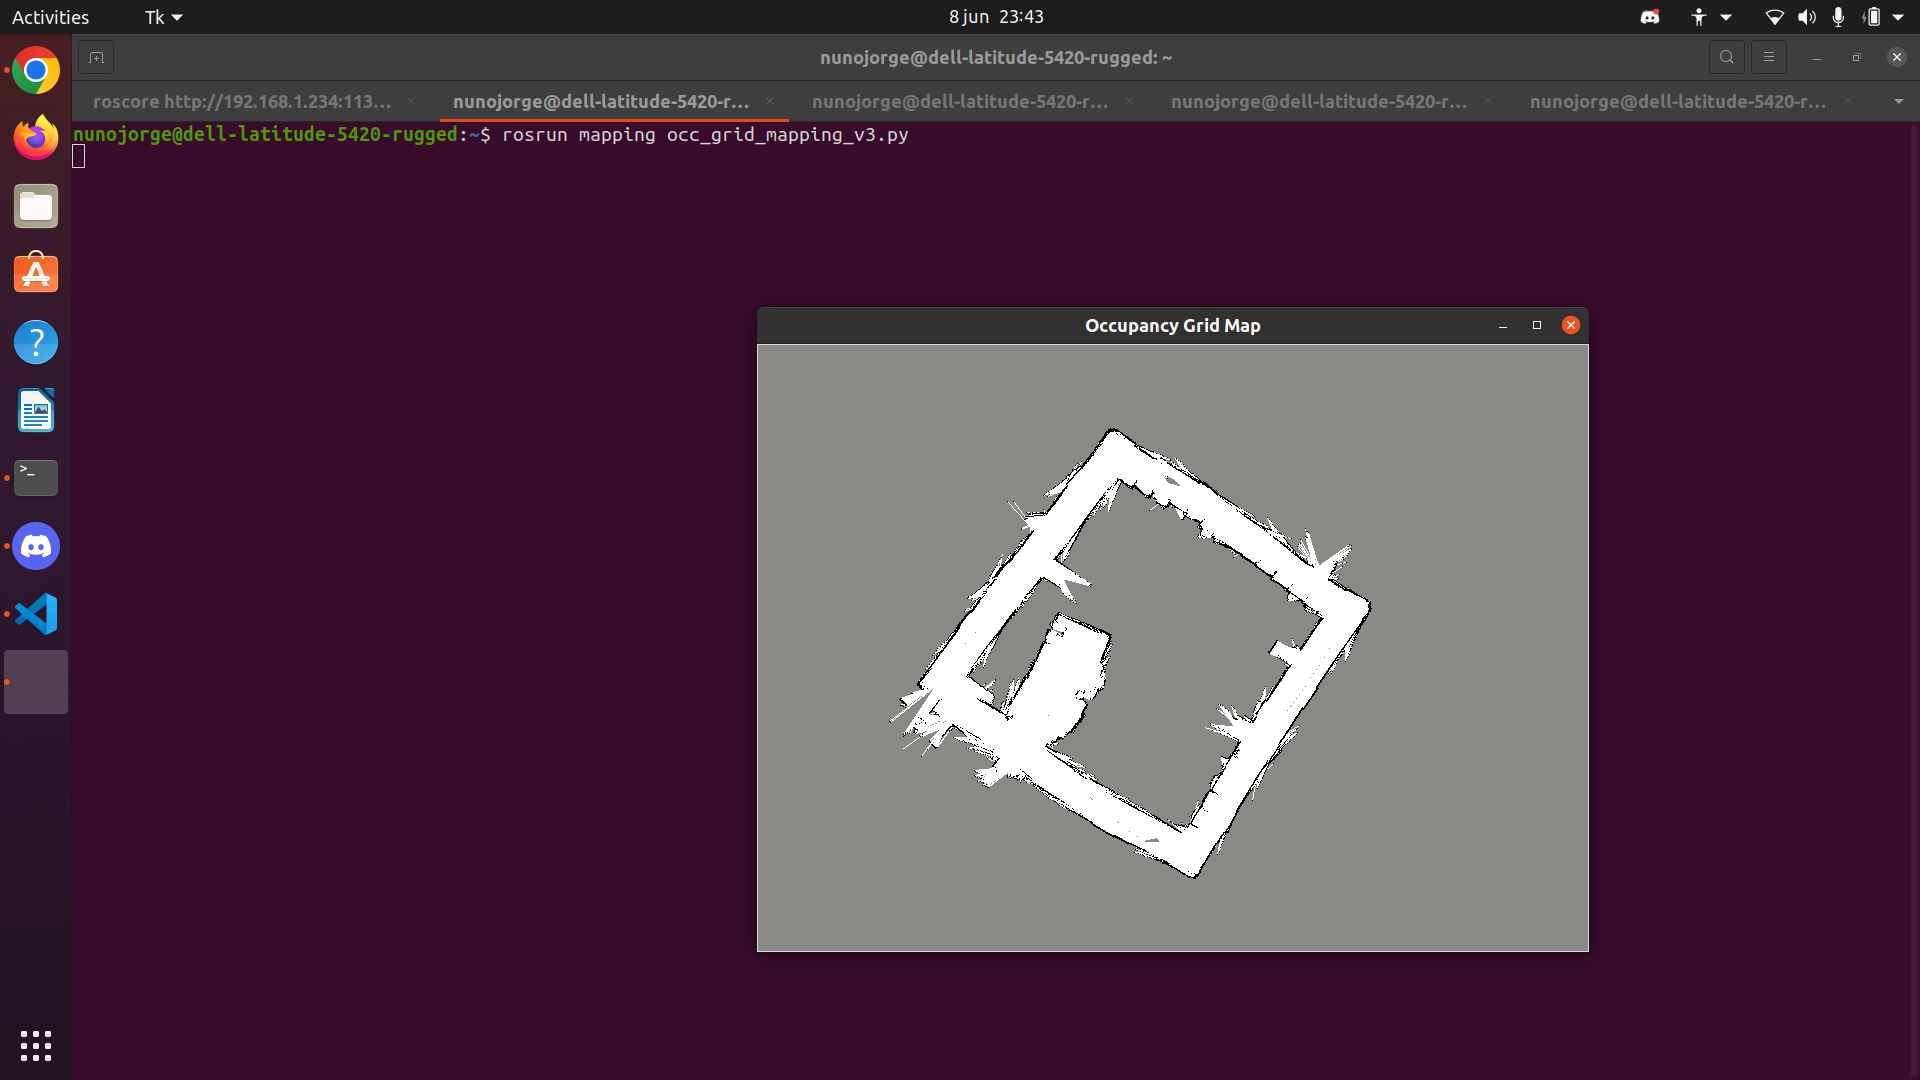 Activities Tk 8 jun 23:43
nunojorge@dell-latitude-5420-rugged: ~
roscore http://192.168.1.234:113... nunojorge@dell-latitude-5420-r... nunojorge@dell-latitude-5420-r... nunojorge@dell-latitude-5420-r... nunojorge@dell-latitude-5420-r...
nunojorge@dell-latitude-5420-rugged:~$ rosrun mapping occ_grid_mapping_v3.py
Occupancy Grid Map